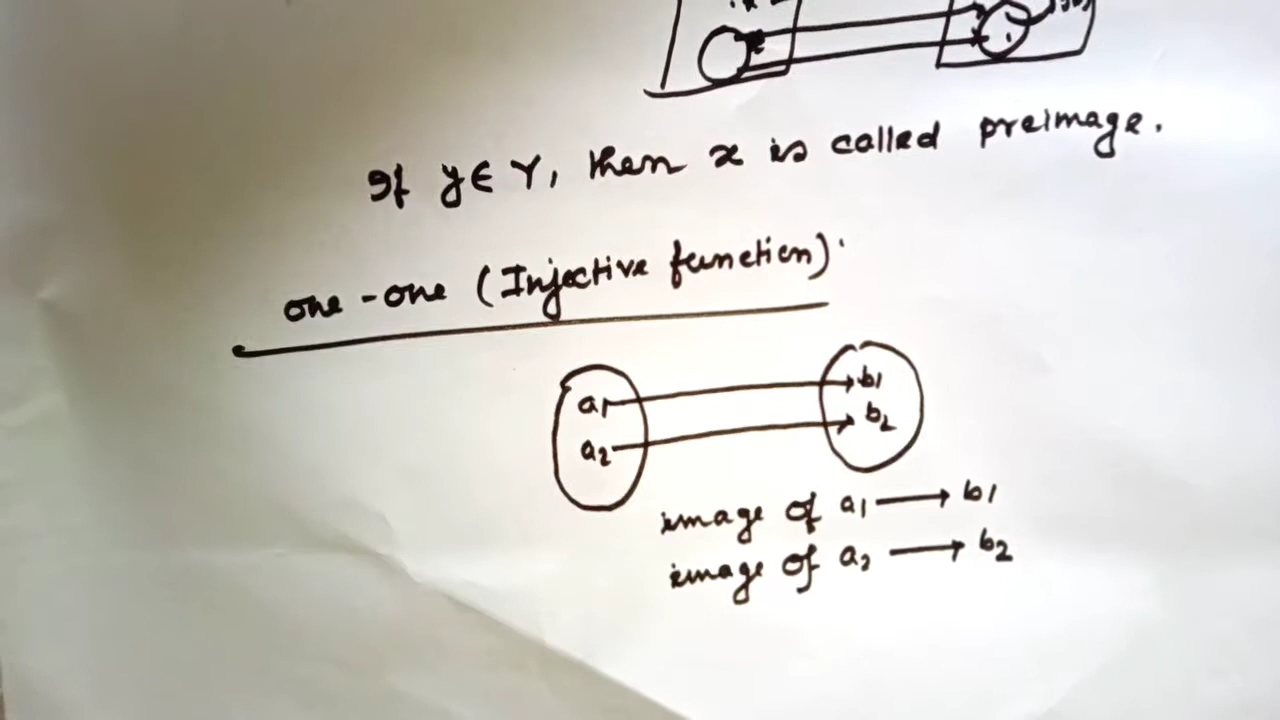 If y ∈ Y, then x is called preimage.
one-one (Injective function).
a1 b1
a2 b2
image of a1 → b1
image of a2 → b2